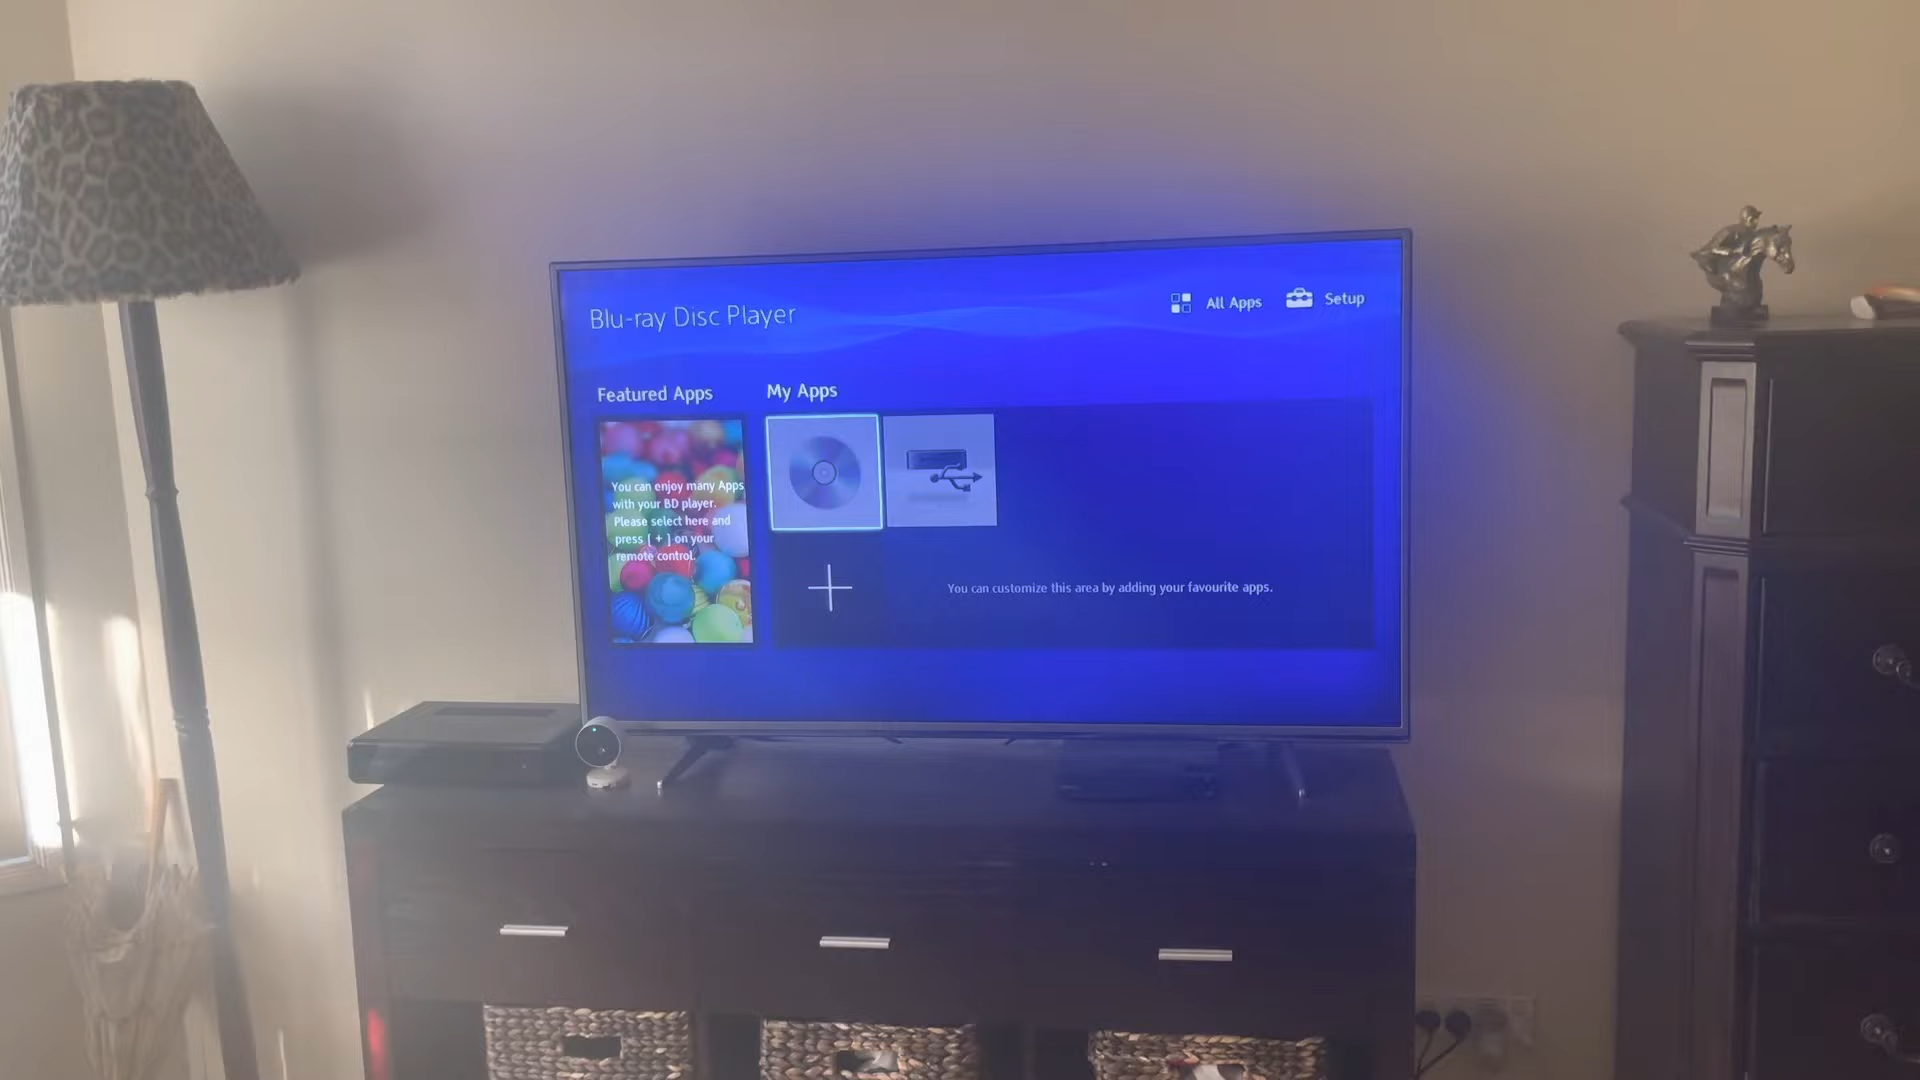 Blu-ray Disc Player
All Apps
Setup
Featured Apps
My Apps
You can enjoy many Apps
with your BD player.
Please select here and
press [ + ] on your
remote control.
You can customize this area by adding your favourite apps.